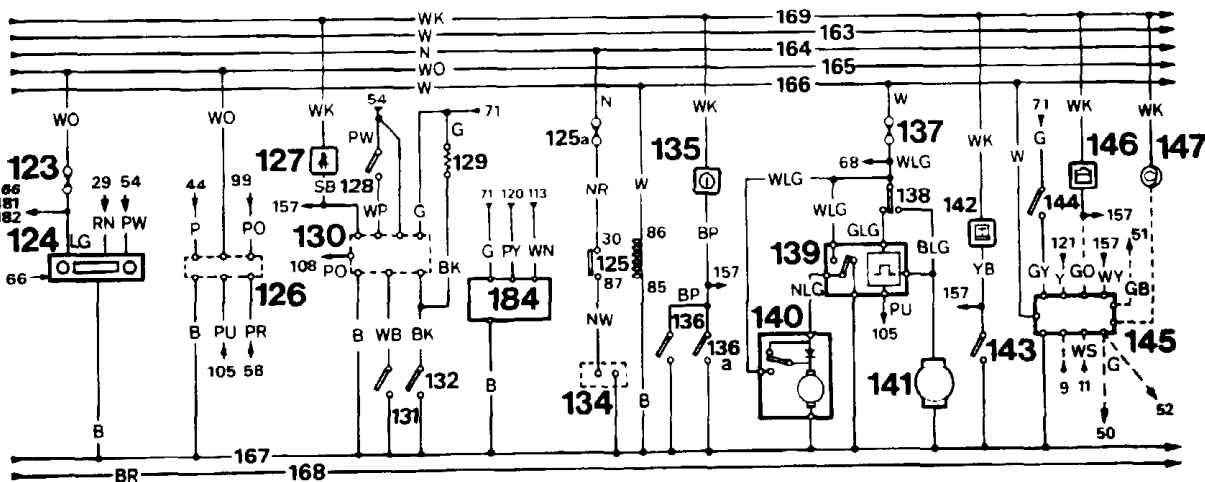 WK 169
W 163
N 164
WO 165
W 166
WO WO WK 54 71 N WK W WK 71 WK WK
123 127 PW G 125a 135 137 G 146 147
66 181 182 29 54 44 99 SB 128 129 NR W 68 WLG WLG 138 142 W 144 157 51
RN PW P PO 157 WP G 71 120 113 30 86 BP WLG GLG BLG
124 LG 130 125 157 139 YB GY 121 GO 157 WY GB
66 108 PO BK G PY WN 87 85 BP NLG 157 Y
126 184 NW 136 136a 140 PU 105 141 143 145
B PU PR B WB BK WS G
B 105 58 132 B 134 B 9 11 52
131 50
167
BR 168